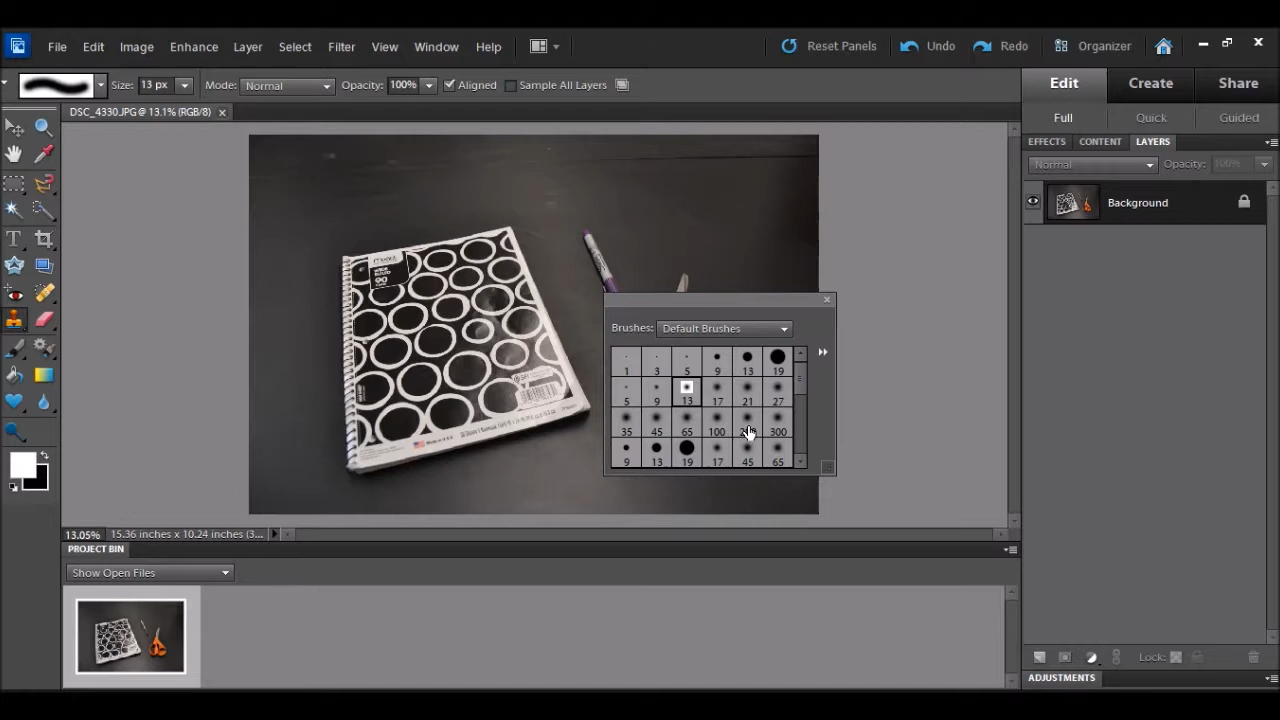 File Edit Image Enhance Layer Select Filter View Window Help Reset Panels Undo Redo Organizer
Size: 13 px Mode: Normal Opacity: 100% Aligned Sample All Layers
Edit Create Share
DSC_4330.JPG @ 13.1% (RGB/8)
Full Quick Guided
EFFECTS CONTENT LAYERS
Normal Opacity: 100%
Background
Brushes: Default Brushes
1 3 5 9 13 19
5 9 13 17 21 27
35 45 65 100 300
9 13 19 17 45 65
13.05% 15.36 inches x 10.24 inches (3...
PROJECT BIN
Show Open Files
Lock:
ADJUSTMENTS